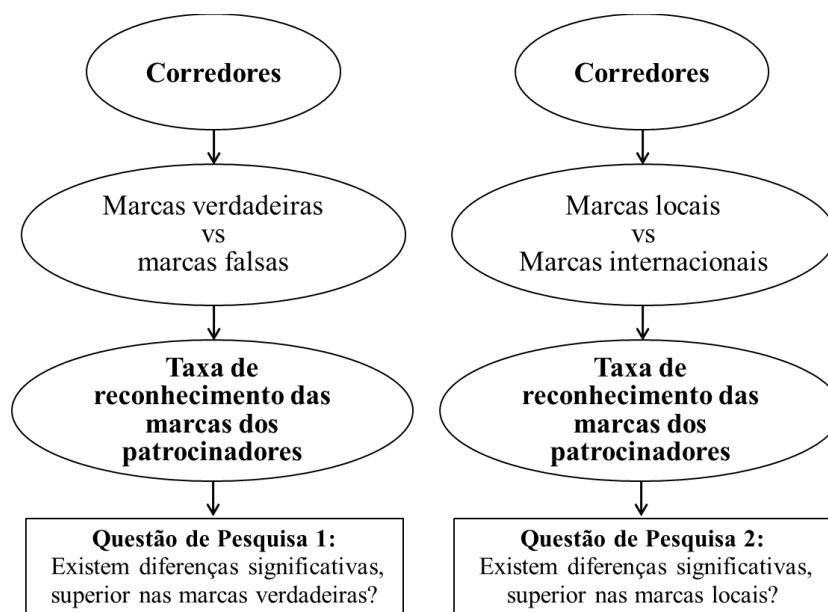 Corredores
Marcas verdadeiras
vs
marcas falsas
Taxa de
reconhecimento das
marcas dos
patrocinadores
Questão de Pesquisa 1:
Existem diferenças significativas,
superior nas marcas verdadeiras?
Corredores
Marcas locais
vs
Marcas internacionais
Taxa de
reconhecimento das
marcas dos
patrocinadores
Questão de Pesquisa 2:
Existem diferenças significativas,
superior nas marcas locais?